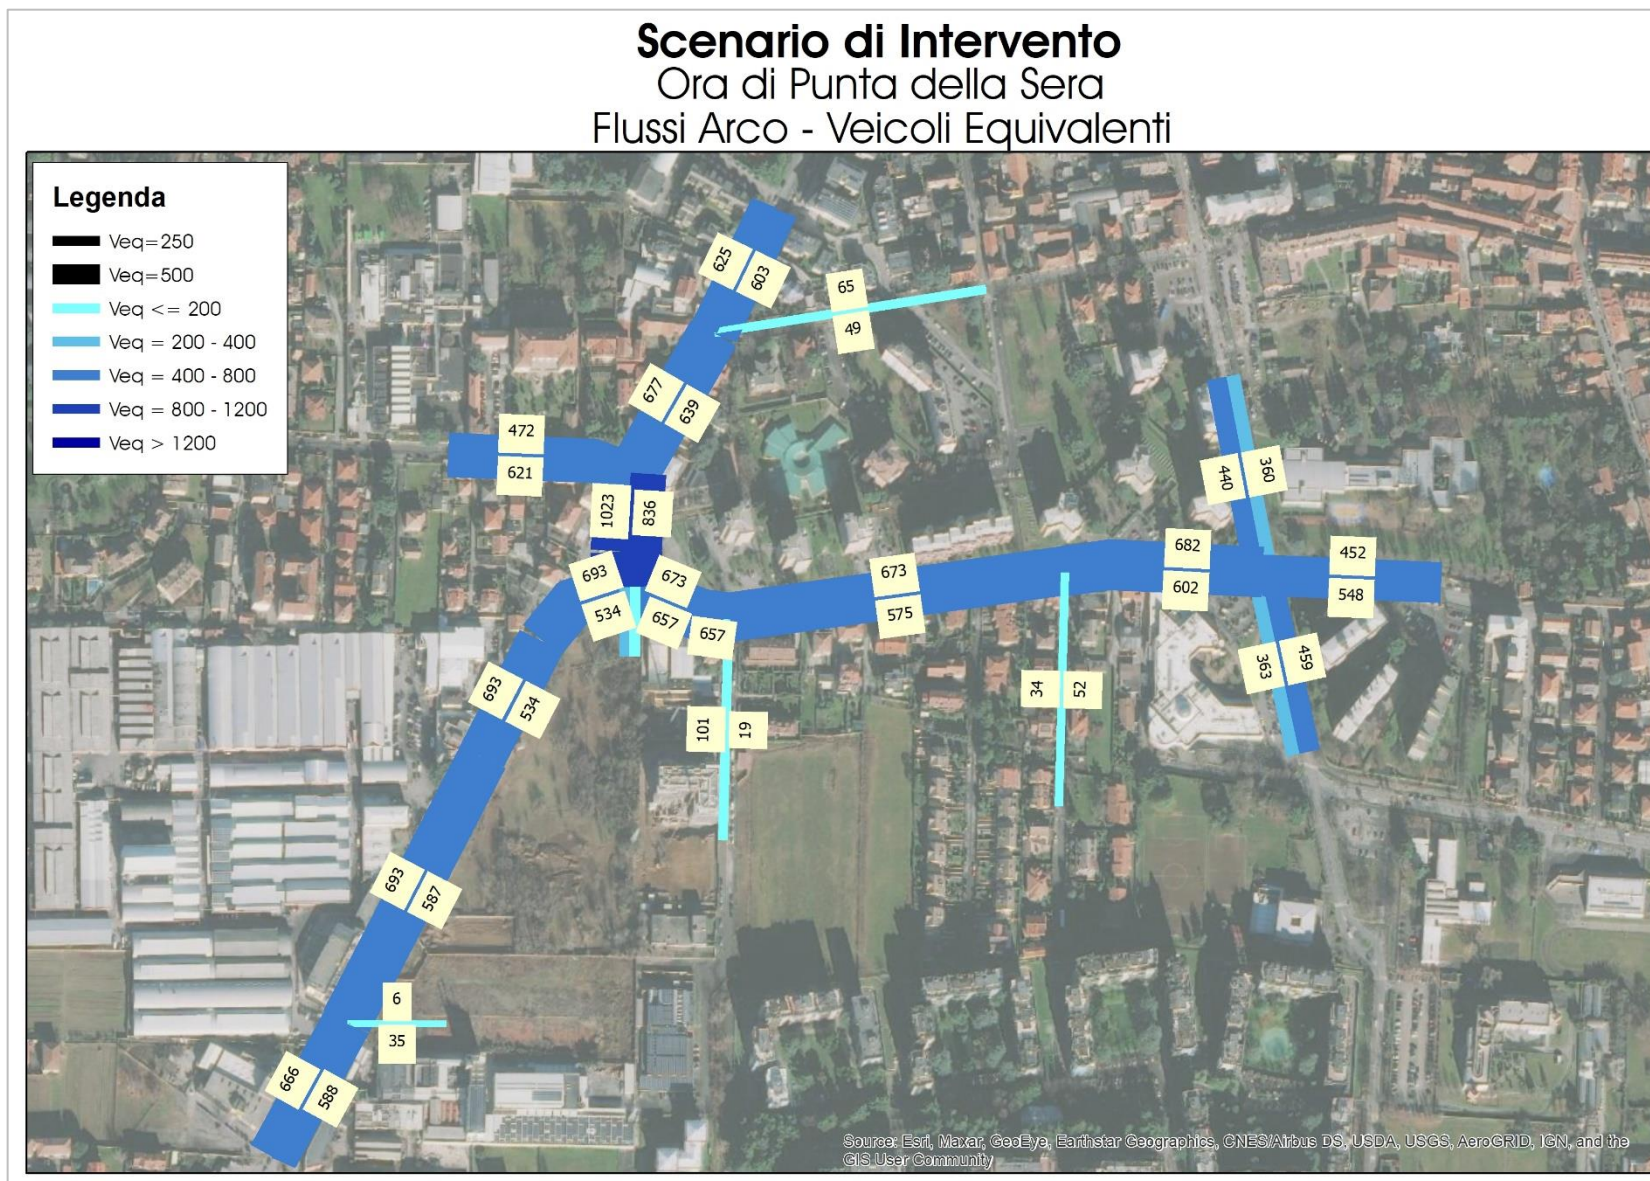 Scenario di Intervento
Ora di Punta della Sera
Flussi Arco - Veicoli Equivalenti
Legenda
Veq=250
Veq=500
Veq <= 200
Veq = 200 - 400
Veq = 400 - 800
Veq = 800 - 1200
Veq > 1200
625
603
65
49
677
639
472
621
1023
836
440
360
682
602
452
548
693
534
673
657
657
673
575
363
459
693
534
101
19
34
52
693
587
6
35
666
588
Source: Esri, Maxar, GeoEye, Earthstar Geographics, CNES/Airbus DS, USDA, USGS, AeroGRID, IGN, and the
GIS User Community